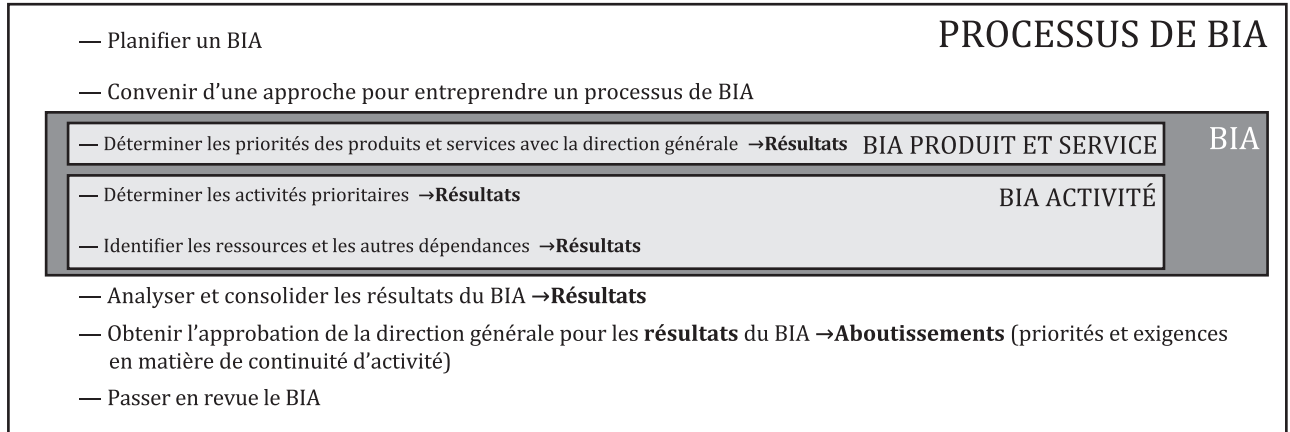 PROCESSUS DE BIA
— Planifier un BIA
— Convenir d’une approche pour entreprendre un processus de BIA
BIA
— Déterminer les priorités des produits et services avec la direction générale →Résultats BIA PRODUIT ET SERVICE
— Déterminer les activités prioritaires →Résultats BIA ACTIVITÉ
— Identifier les ressources et les autres dépendances →Résultats
— Analyser et consolider les résultats du BIA →Résultats
— Obtenir l’approbation de la direction générale pour les résultats du BIA →Aboutissements (priorités et exigences
en matière de continuité d’activité)
— Passer en revue le BIA